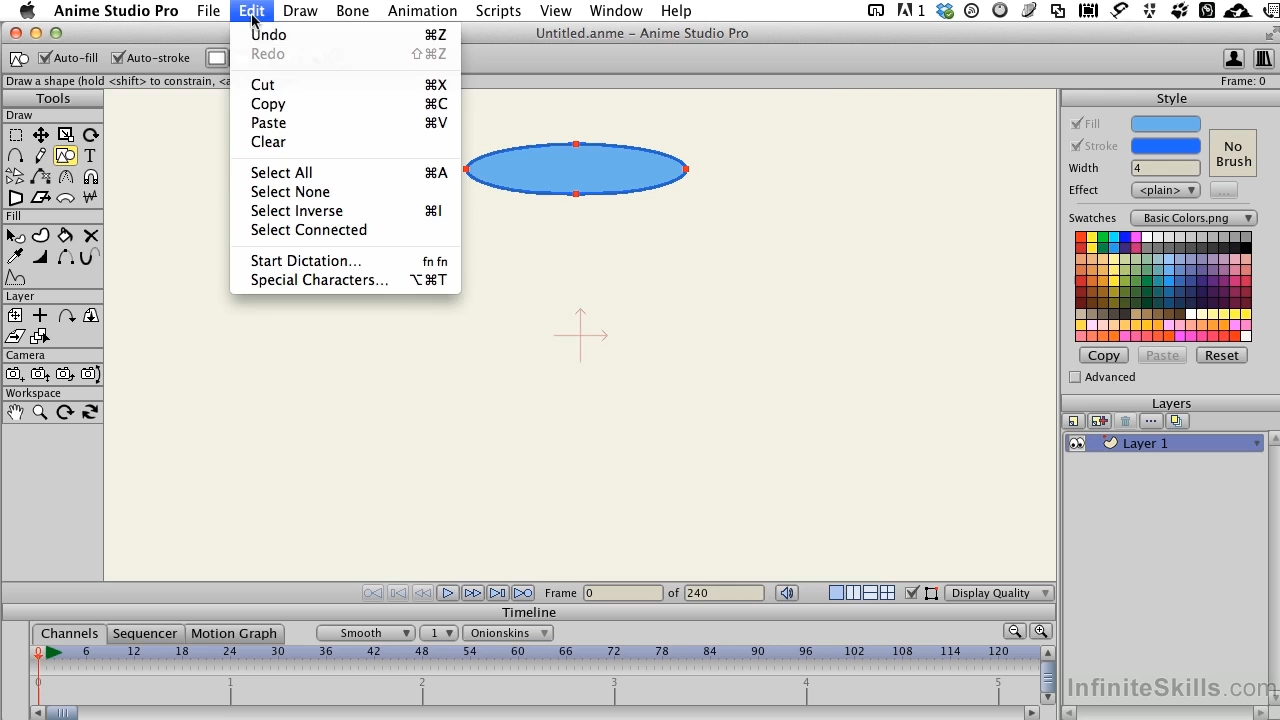 Anime Studio Pro File Edit Draw Bone Animation Scripts View Window Help 1
Untitled.anme - Anime Studio Pro
Auto-fill Auto-stroke
Draw a shape (hold <shift> to constrain, <a
Frame: 0
Undo ⌘Z
Redo ⇧⌘Z
Cut ⌘X
Copy ⌘C
Paste ⌘V
Clear
Select All ⌘A
Select None
Select Inverse ⌘I
Select Connected
Start Dictation... fn fn
Special Characters... ⌥⌘T
Tools
Draw
Fill
Layer
Camera
Workspace
Style
Fill
Stroke
No
Brush
Width 4
Effect <plain> ...
Swatches Basic Colors.png
Copy Paste Reset
Advanced
Layers
Layer 1
Frame 0 of 240 Display Quality
Timeline
Channels Sequencer Motion Graph Smooth 1 Onionskins
0 6 12 18 24 30 36 42 48 54 60 66 72 78 84 90 96 102 108 114 120
0 1 2 3 4 5
InfiniteSkills.com